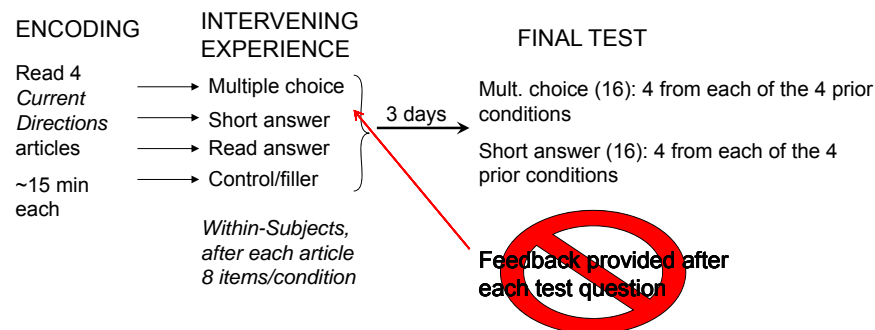 ENCODING
Read 4
Current
Directions
articles
~15 min
each
INTERVENING
EXPERIENCE
Multiple choice
Short answer
Read answer
Control/filler
Within-Subjects,
after each article
8 items/condition
3 days
FINAL TEST
Mult. choice (16): 4 from each of the 4 prior
conditions
Short answer (16): 4 from each of the 4
prior conditions
Feedback provided after
each test question